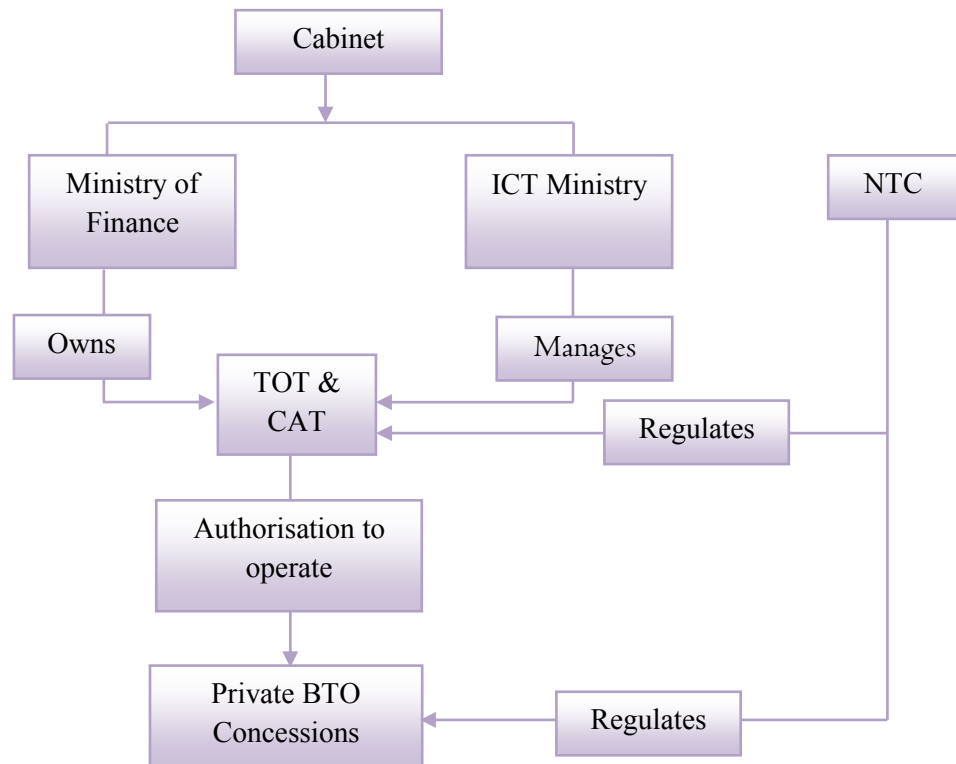 Cabinet
Ministry of
Finance
ICT Ministry
NTC
Owns
Manages
TOT &
CAT
Regulates
Authorisation to
operate
Private BTO
Concessions
Regulates